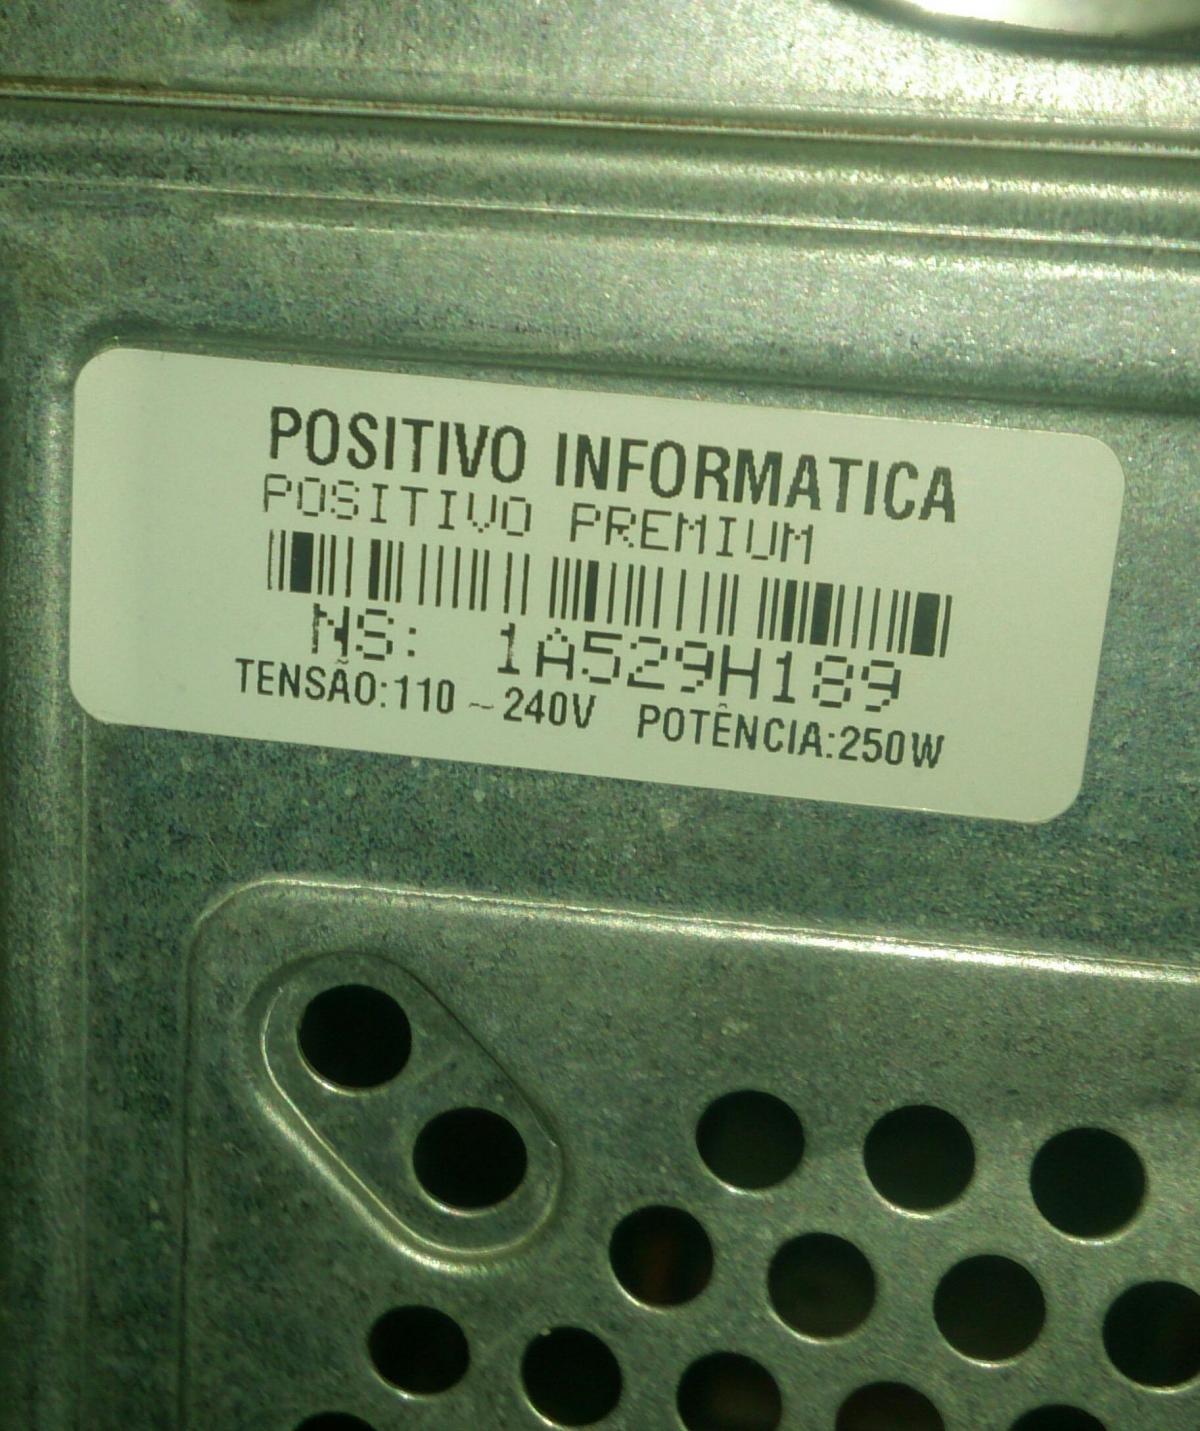 POSITIVO INFORMATICA
POSITIVO PREMIUM
NS: 1A529H189
TENSÃO:110 ~ 240V POTÊNCIA:250W